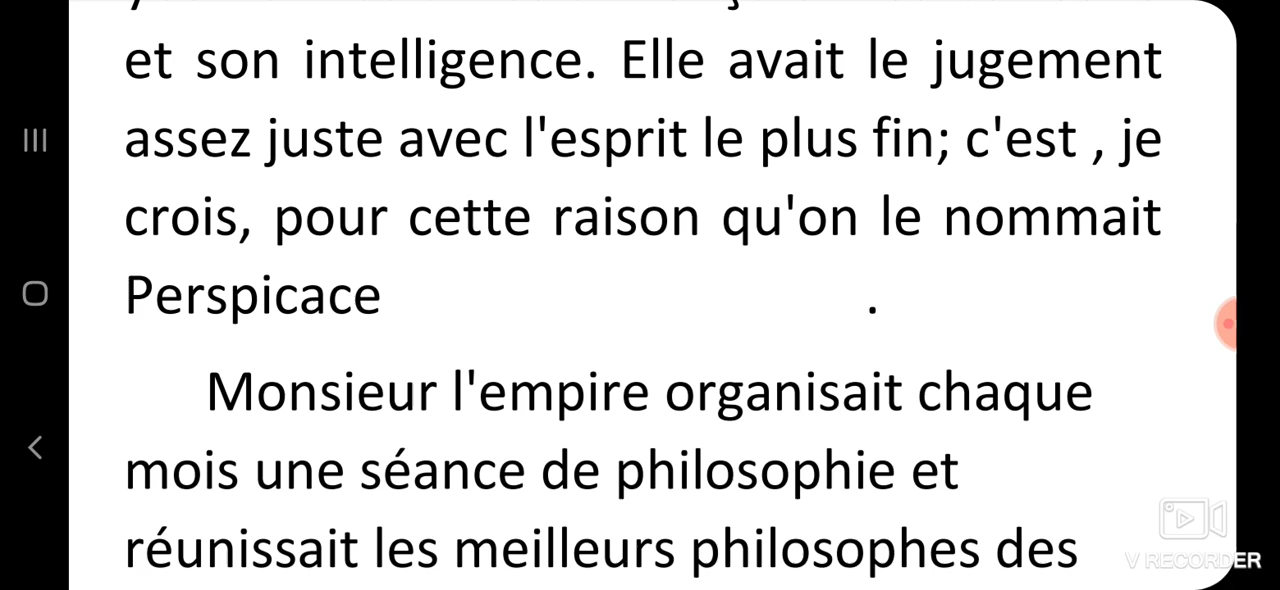 et son intelligence. Elle avait le jugement
assez juste avec l'esprit le plus fin; c'est , je
crois, pour cette raison qu'on le nommait
Perspicace .
Monsieur l'empire organisait chaque
mois une séance de philosophie et
réunissait les meilleurs philosophes des
V RECORDER